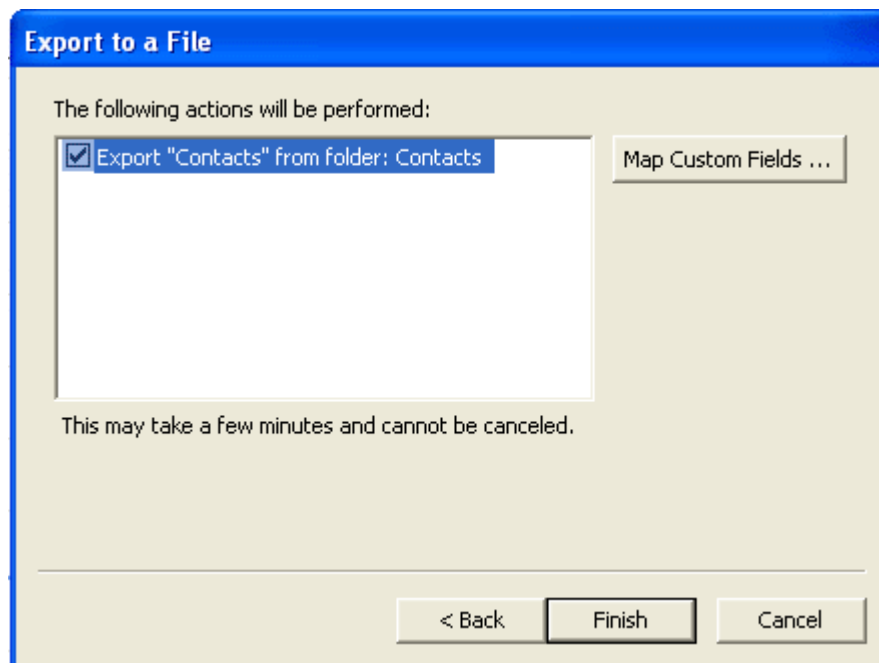 Export to a File
The following actions will be performed:
Export "Contacts" from folder: Contacts
Map Custom Fields ...
This may take a few minutes and cannot be canceled.
< Back
Finish
Cancel